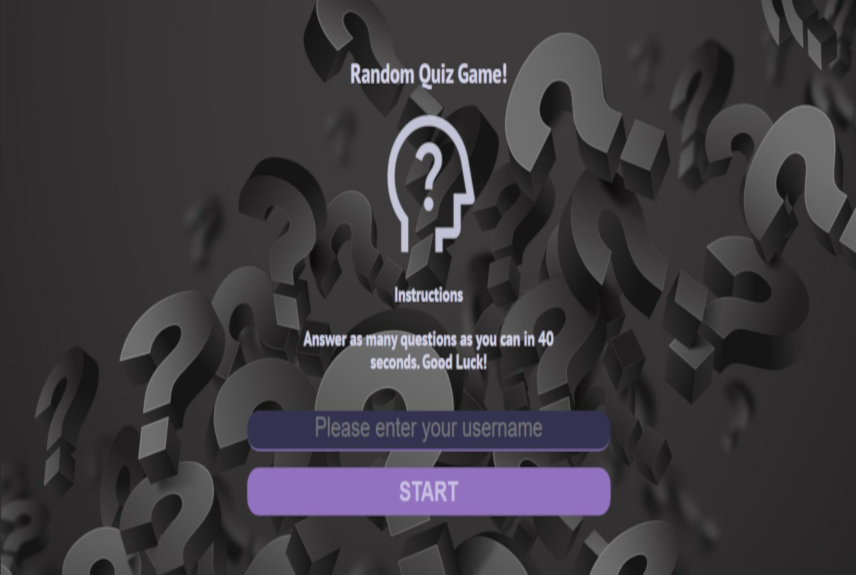 Random Quiz Game!
?
Instructions
Answer as many questions as you can in 40
seconds. Good Luck!
Please enter your username
START